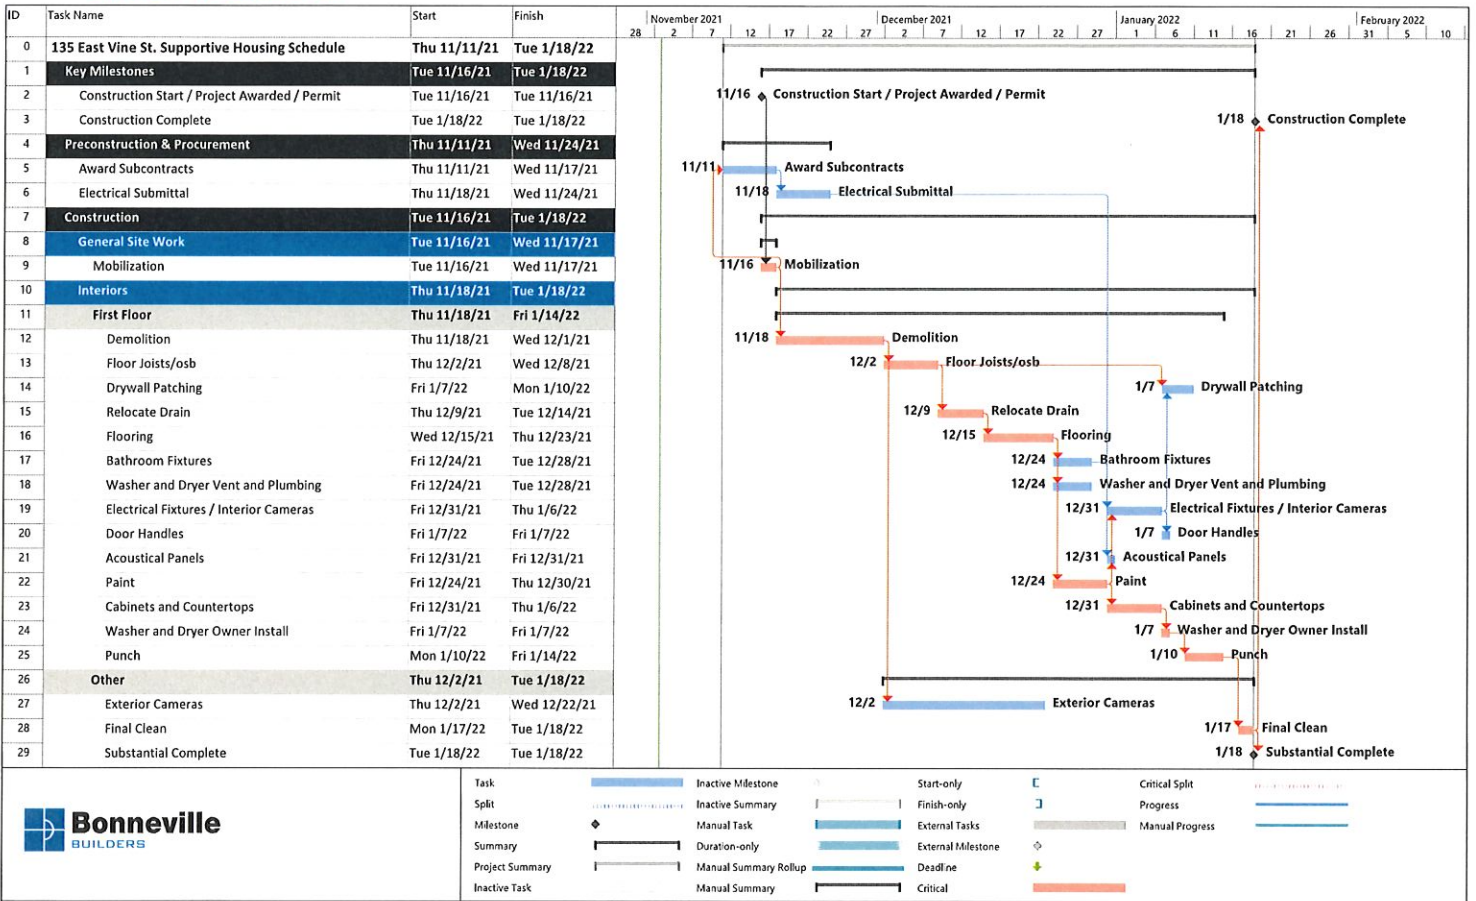 ID Task Name Start Finish November 2021 December 2021 January 2022 February 2022
28 2 7 12 17 22 27 2 7 12 17 22 27 1 6 11 16 21 26 31 5 10
0 135 East Vine St. Supportive Housing Schedule Thu 11/11/21 Tue 1/18/22
1 Key Milestones Tue 11/16/21 Tue 1/18/22
2 Construction Start / Project Awarded / Permit Tue 11/16/21 Tue 11/16/21 11/16 Construction Start / Project Awarded / Permit
3 Construction Complete Tue 1/18/22 Tue 1/18/22 1/18 Construction Complete
4 Preconstruction & Procurement Thu 11/11/21 Wed 11/24/21
5 Award Subcontracts Thu 11/11/21 Wed 11/17/21 11/11 Award Subcontracts
6 Electrical Submittal Thu 11/18/21 Wed 11/24/21 11/18 Electrical Submittal
7 Construction Tue 11/16/21 Tue 1/18/22
8 General Site Work Tue 11/16/21 Wed 11/17/21
9 Mobilization Tue 11/16/21 Wed 11/17/21 11/16 Mobilization
10 Interiors Thu 11/18/21 Tue 1/18/22
11 First Floor Thu 11/18/21 Fri 1/14/22
12 Demolition Thu 11/18/21 Wed 12/1/21 11/18 Demolition
13 Floor Joists/osb Thu 12/2/21 Wed 12/8/21 12/2 Floor Joists/osb
14 Drywall Patching Fri 1/7/22 Mon 1/10/22 1/7 Drywall Patching
15 Relocate Drain Thu 12/9/21 Tue 12/14/21 12/9 Relocate Drain
16 Flooring Wed 12/15/21 Thu 12/23/21 12/15 Flooring
17 Bathroom Fixtures Fri 12/24/21 Tue 12/28/21 12/24 Bathroom Fixtures
18 Washer and Dryer Vent and Plumbing Fri 12/24/21 Tue 12/28/21 12/24 Washer and Dryer Vent and Plumbing
19 Electrical Fixtures / Interior Cameras Fri 12/31/21 Thu 1/6/22 12/31 Electrical Fixtures / Interior Cameras
20 Door Handles Fri 1/7/22 Fri 1/7/22 1/7 Door Handles
21 Acoustical Panels Fri 12/31/21 Fri 12/31/21 12/31 Acoustical Panels
22 Paint Fri 12/24/21 Thu 12/30/21 12/24 Paint
23 Cabinets and Countertops Fri 12/31/21 Thu 1/6/22 12/31 Cabinets and Countertops
24 Washer and Dryer Owner Install Fri 1/7/22 Fri 1/7/22 1/7 Washer and Dryer Owner Install
25 Punch Mon 1/10/22 Fri 1/14/22 1/10 Punch
26 Other Thu 12/2/21 Tue 1/18/22
27 Exterior Cameras Thu 12/2/21 Wed 12/22/21 12/2 Exterior Cameras
28 Final Clean Mon 1/17/22 Tue 1/18/22 1/17 Final Clean
29 Substantial Complete Tue 1/18/22 Tue 1/18/22 1/18 Substantial Complete
Bonneville
BUILDERS
Task Inactive Milestone Start-only Critical Split
Split Inactive Summary Finish-only Progress
Milestone Manual Task External Tasks Manual Progress
Summary Duration-only External Milestone
Project Summary Manual Summary Rollup Deadline
Inactive Task Manual Summary Critical